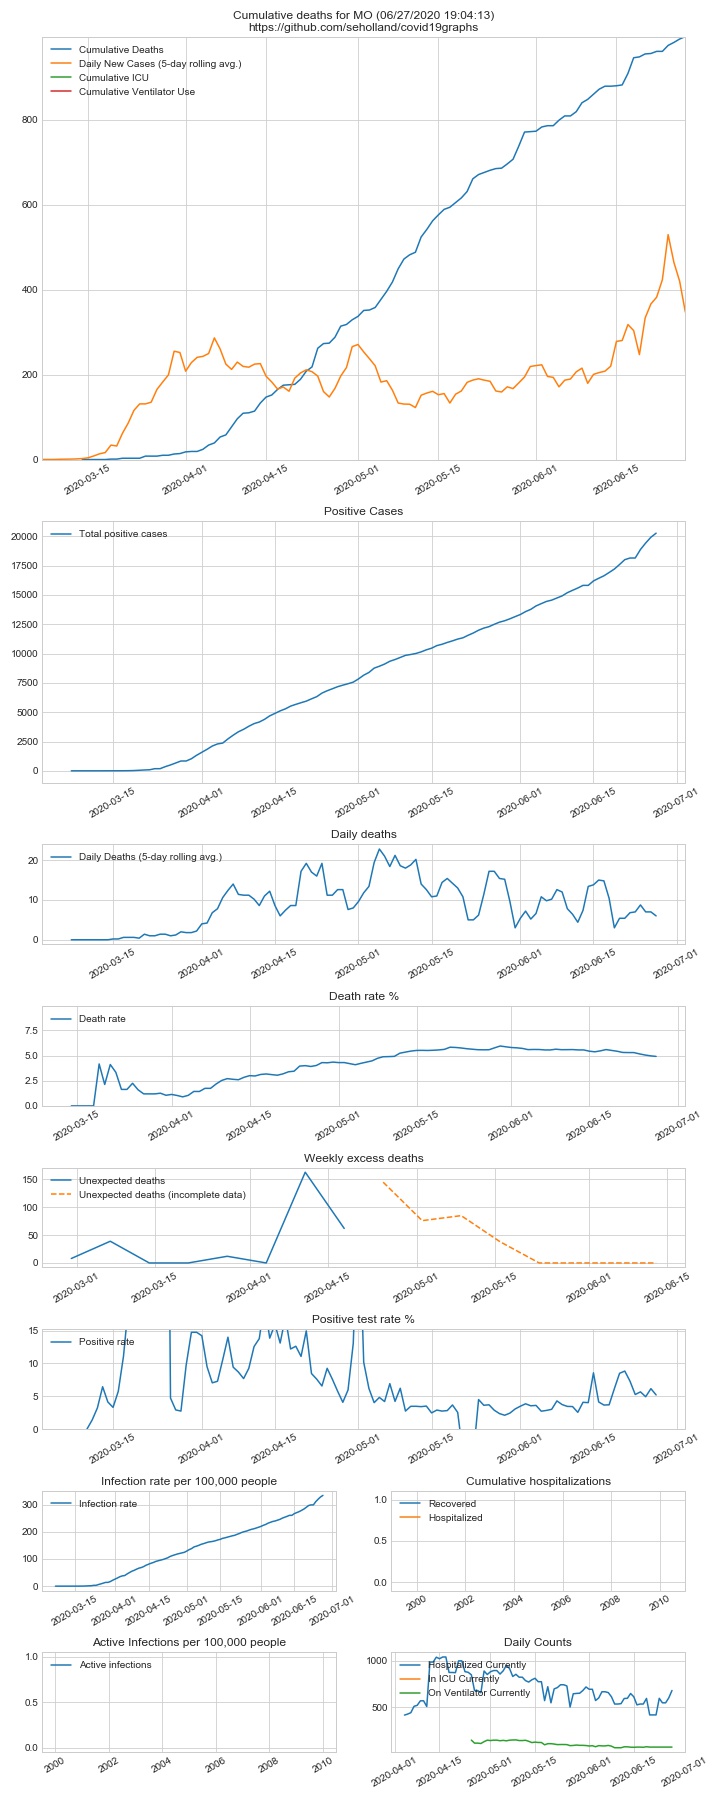 Cumulative deaths for MO (06/27/2020 19:04:13)
https://github.com/seholland/covid19graphs
Cumulative Deaths
Daily New Cases (5-day rolling avg.)
Cumulative ICU
Cumulative Ventilator Use
800
600
400
200
0
2020-03-15 2020-04-01 2020-04-15 2020-05-01 2020-05-15 2020-06-01 2020-06-15
Positive Cases
Total positive cases
20000
17500
15000
12500
10000
7500
5000
2500
0
2020-03-15 2020-04-01 2020-04-15 2020-05-01 2020-05-15 2020-06-01 2020-06-15 2020-07-01
Daily deaths
Daily Deaths (5-day rolling avg.)
20
10
0
2020-03-15 2020-04-01 2020-04-15 2020-05-01 2020-05-15 2020-06-01 2020-06-15 2020-07-01
Death rate %
Death rate
7.5
5.0
2.5
0.0
2020-03-15 2020-04-01 2020-04-15 2020-05-01 2020-05-15 2020-06-01 2020-06-15 2020-07-01
Weekly excess deaths
Unexpected deaths
Unexpected deaths (incomplete data)
150
100
50
0
2020-03-01 2020-03-15 2020-04-01 2020-04-15 2020-05-01 2020-05-15 2020-06-01 2020-06-15
Positive test rate %
Positive rate
15
10
5
0
2020-03-15 2020-04-01 2020-04-15 2020-05-01 2020-05-15 2020-06-01 2020-06-15 2020-07-01
Infection rate per 100,000 people
Infection rate
300
200
100
0
2020-03-15 2020-04-01 2020-04-15 2020-05-01 2020-05-15 2020-06-01 2020-06-15 2020-07-01
Cumulative hospitalizations
Recovered
Hospitalized
1.0
0.5
0.0
2000 2002 2004 2006 2008 2010
Active Infections per 100,000 people
Active infections
1.0
0.5
0.0
2000 2002 2004 2006 2008 2010
Daily Counts
Hospitalized Currently
In ICU Currently
On Ventilator Currently
1000
500
2020-04-01 2020-04-15 2020-05-01 2020-05-15 2020-06-01 2020-06-15 2020-07-01